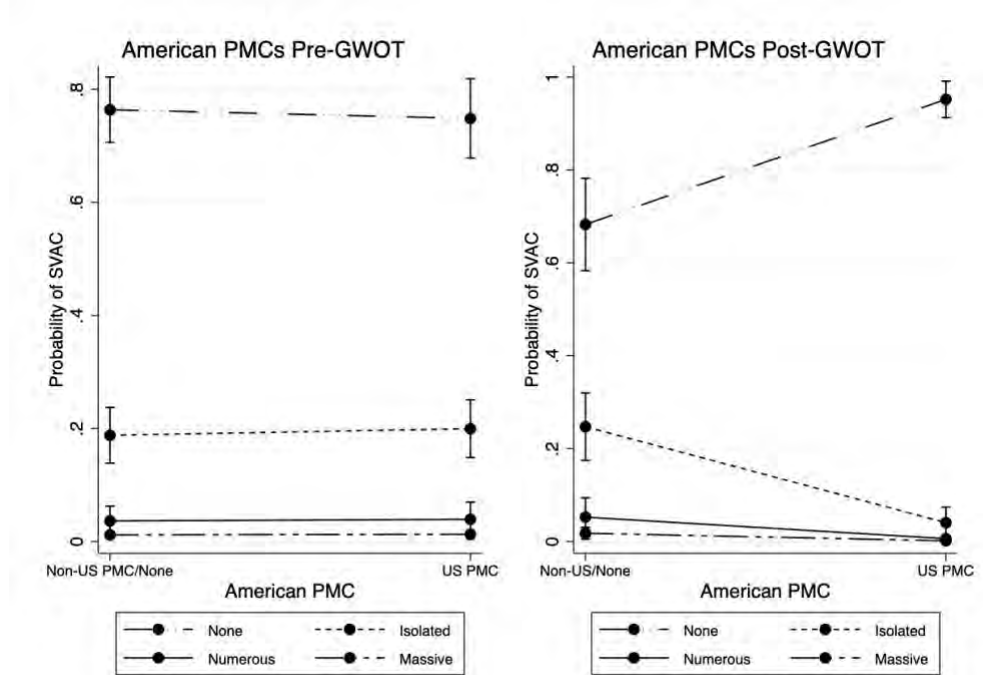 American PMCs Pre-GWOT
Probability of SVAC
.8
.6
.4
.2
0
Non-US PMC/None
US PMC
American PMC
None
Isolated
Numerous
Massive
American PMCs Post-GWOT
Probability of SVAC
1
.8
.6
.4
.2
0
Non-US/None
US PMC
American PMC
None
Isolated
Numerous
Massive